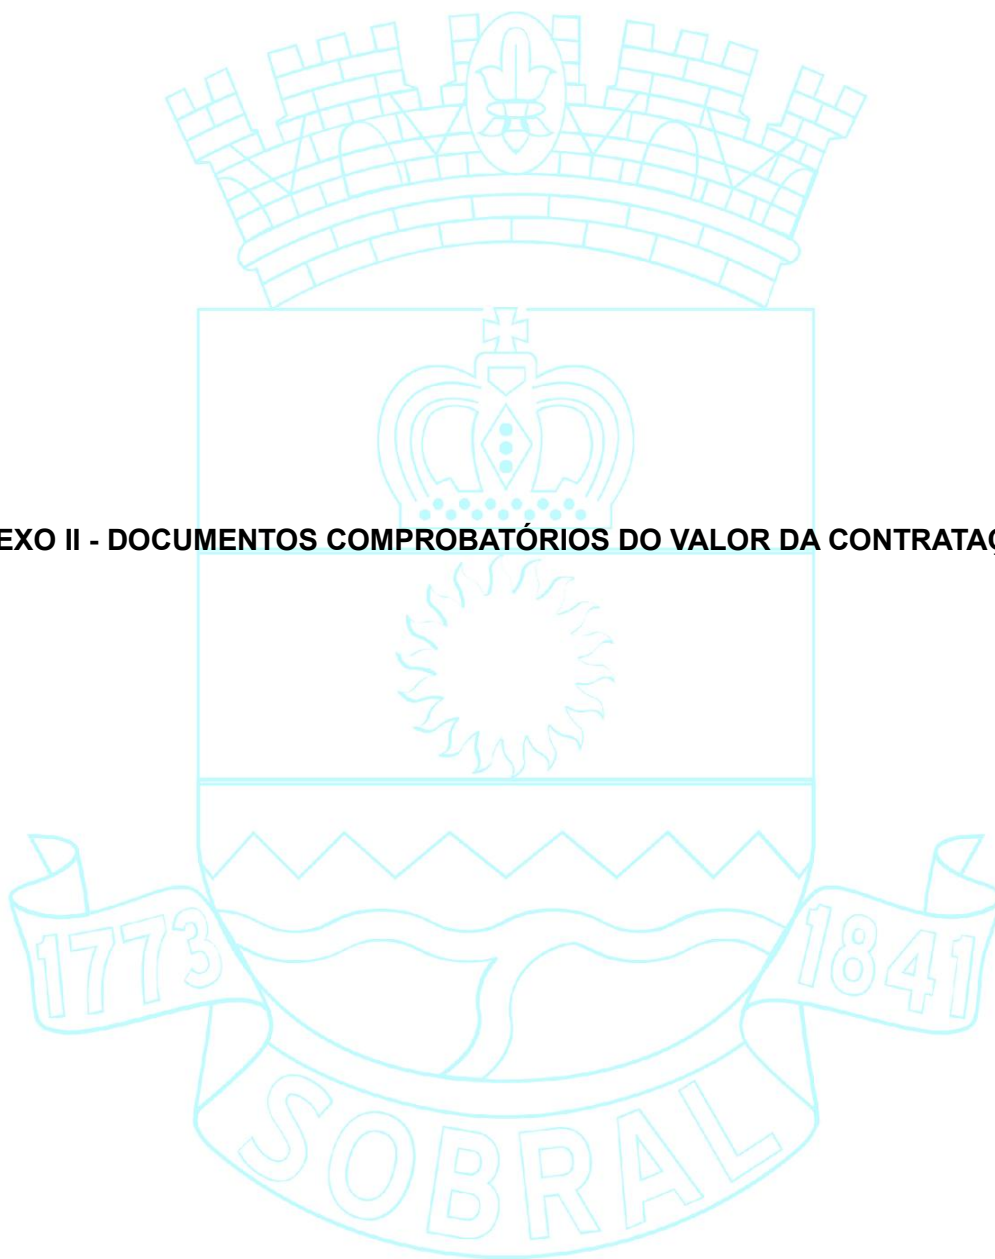 EXO II - DOCUMENTOS COMPROBATÓRIOS DO VALOR DA CONTRATAÇ
1773
1841
SOBRAL